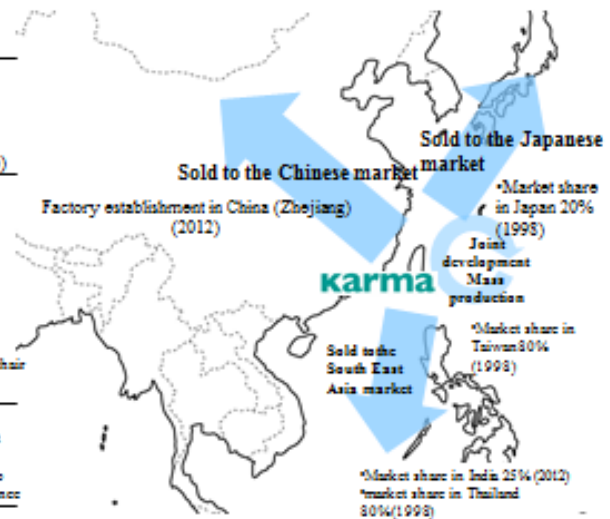 Sold to the Japanese
market
Sold to the Chinese market
Factory establishment in China (Zhejiang)
(2012)
*Market share
in Japan 20%
(1998)
Joint
development
Mass
production
karma
*Market share in
Taiwan80%
(1998)
Sold to the
South East
Asia market
hair
nce
*Market share in India 25% (2012)
*market share in Thailand
80%(1998)